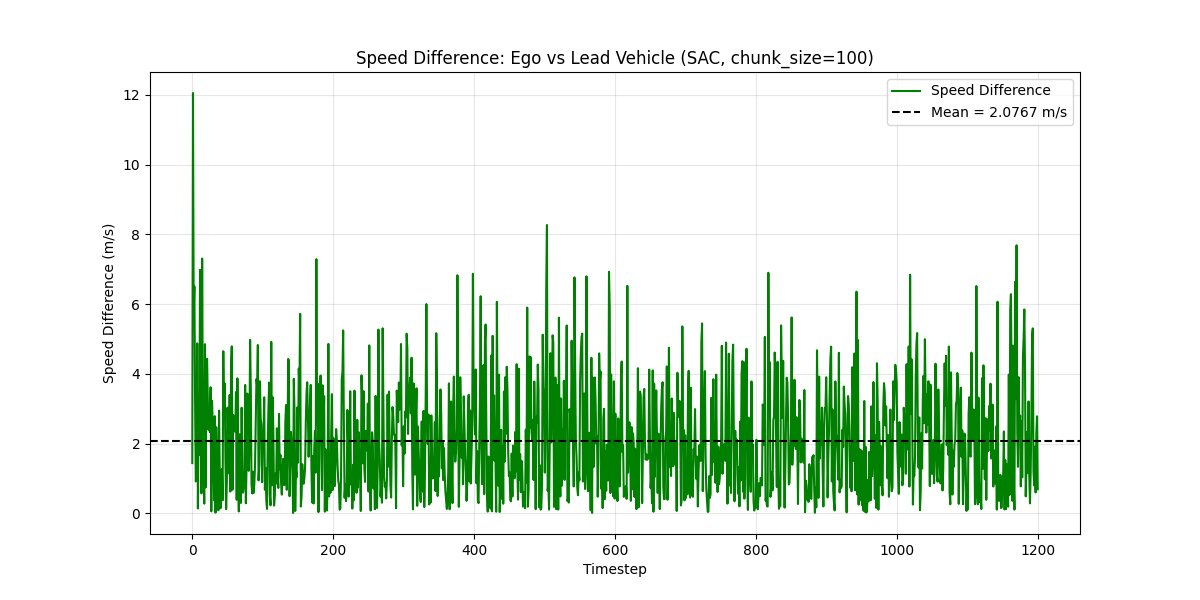 Speed Difference: Ego vs Lead Vehicle (SAC, chunk_size=100)
Speed Difference
Mean = 2.0767 m/s
Speed Difference (m/s)
12
10
8
6
4
2
0
0 200 400 600 800 1000 1200
Timestep